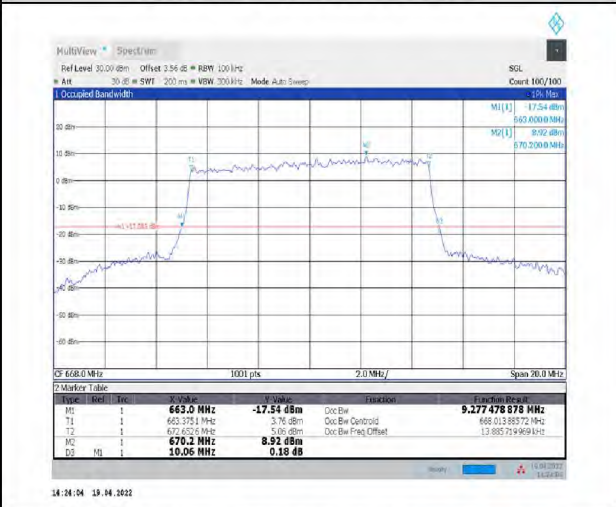 MultiView Spectrum
Ref Level 30.00 dBm Offset 3.56 dB RBW 100 kHz SGL
Att 30 dB SWT 200 ms VBW 300 kHz Mode Auto Sweep Count 100/100
1 Occupied Bandwidth 1Pk Max
M1[1] -17.54 dBm
663.0000 MHz
M2[1] 8.92 dBm
670.2000 MHz
20 dBm
10 dBm
M2
T1
0 dBm
-10 dBm
M1
-20 dBm
-30 dBm
-40 dBm
-50 dBm
-60 dBm
CF 668.0 MHz 1001 pts 2.0 MHz/ Span 20.0 MHz
2 Marker Table
Type Ref Trc X-Value Y-Value Function Function Result
M1 1 663.0 MHz -17.54 dBm Occ Bw 9.277478878 MHz
T1 1 663.3751 MHz 3.76 dBm Occ Bw Centroid
T2 1 672.6526 MHz 5.06 dBm Occ Bw Freq Offset 13.885719969 kHz
M2 1 670.2 MHz 8.92 dBm
D3 M1 1 10.06 MHz 0.18 dB
Ready 19.04.2022
14:24:04 19.04.2022